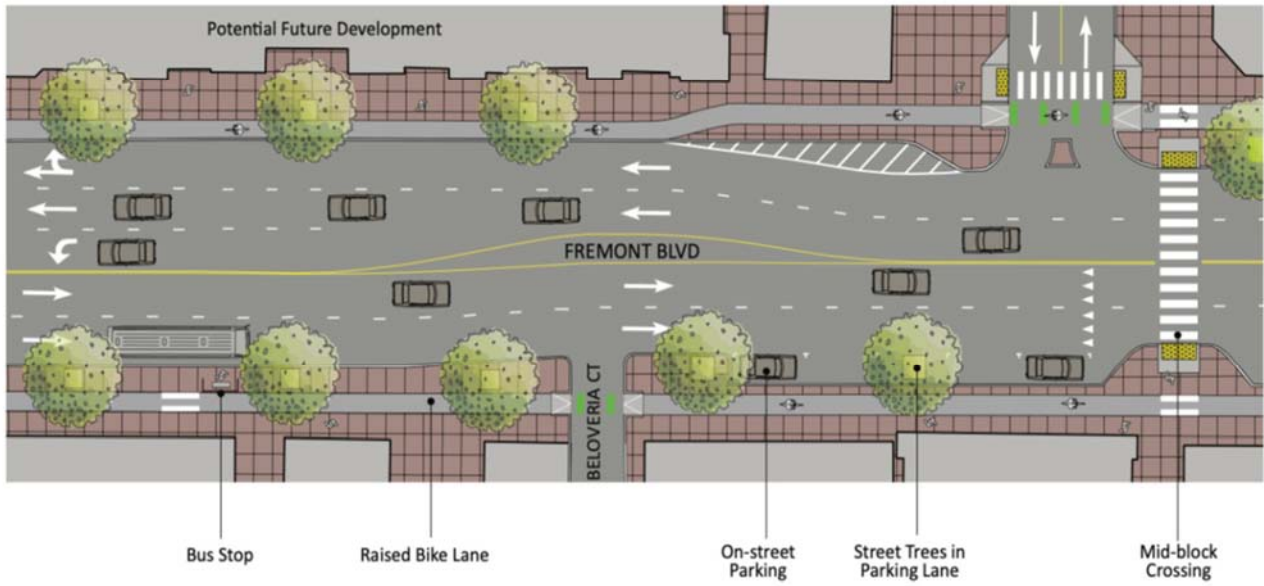 Potential Future Development
FREMONT BLVD
BELOVERIA CT
Bus Stop
Raised Bike Lane
On-street
Parking
Street Trees in
Parking Lane
Mid-block
Crossing